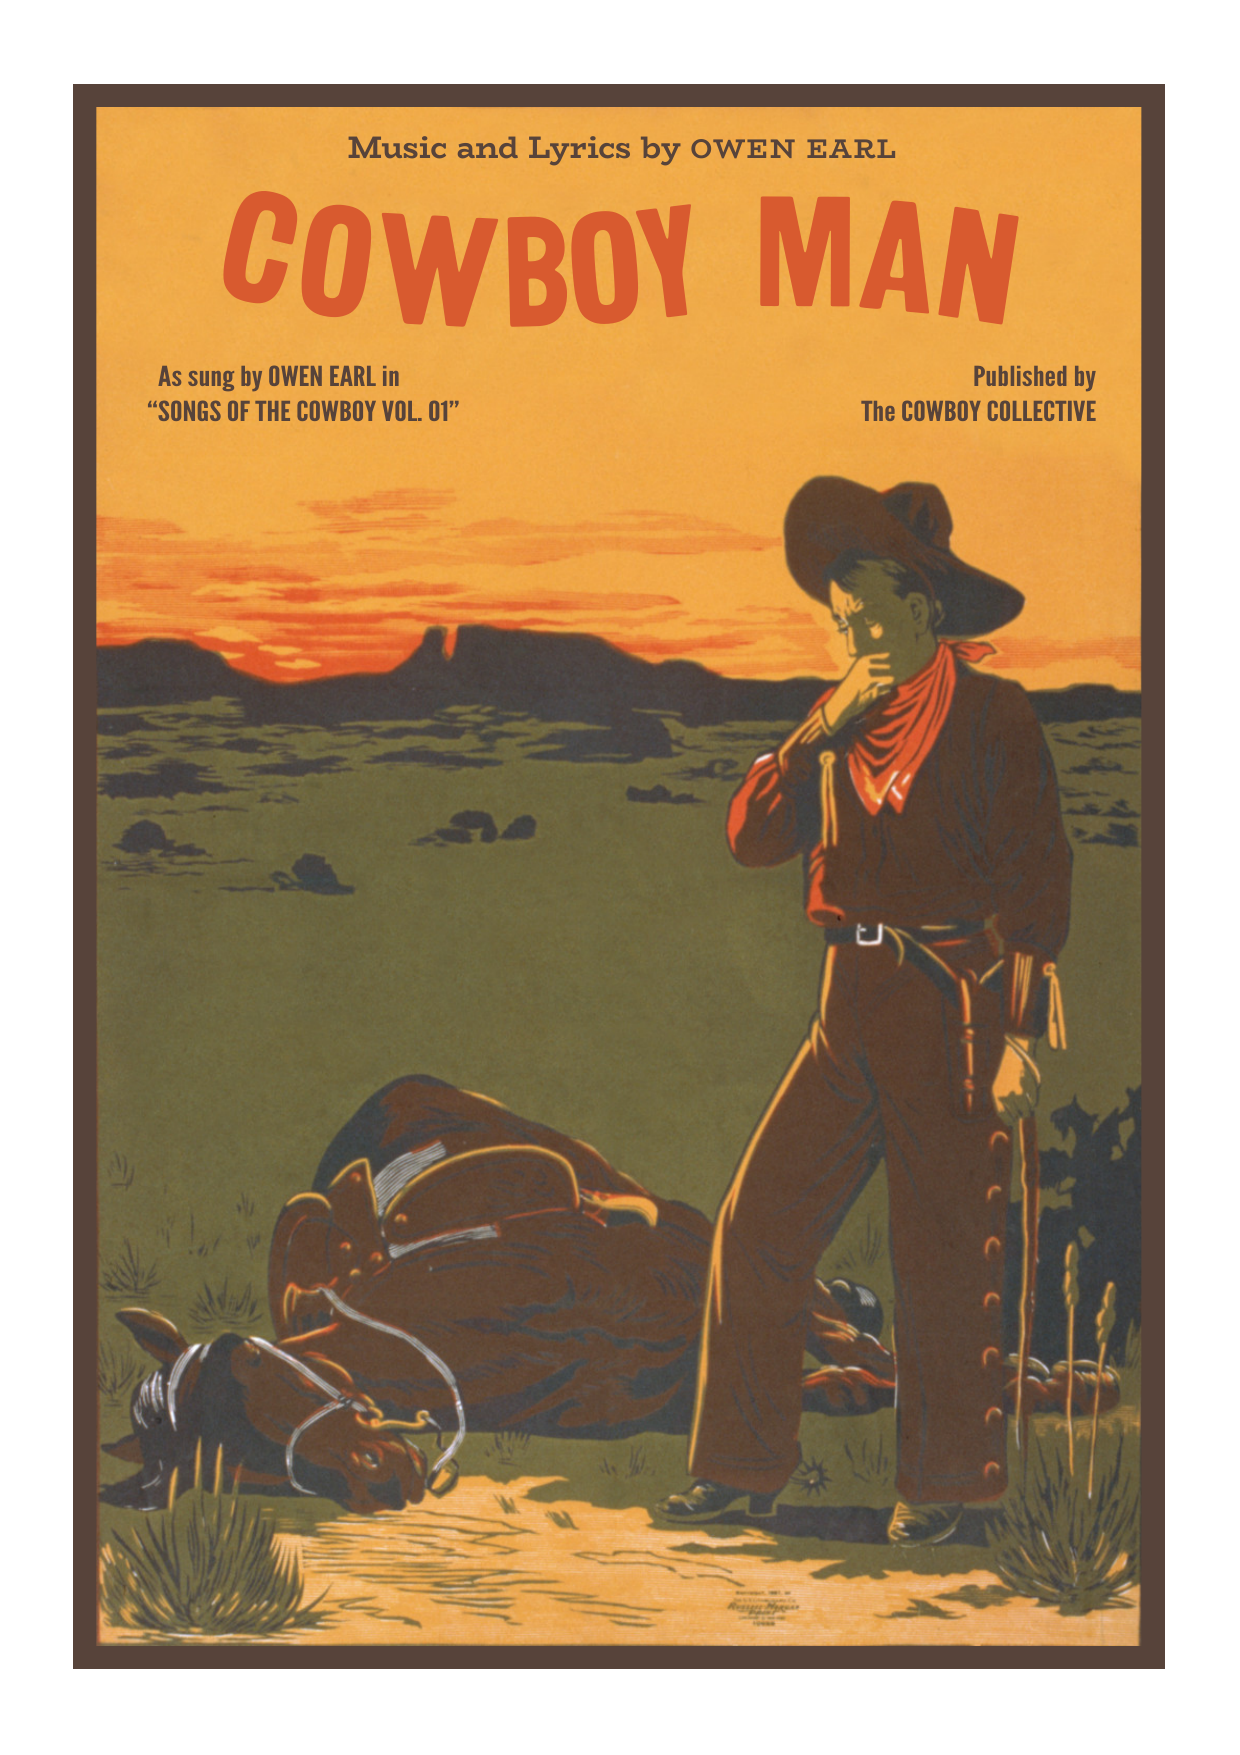 Music and Lyrics by OWEN EARL
COWBOY MAN
As sung by OWEN EARL in
“SONGS OF THE COWBOY VOL. 01”
Published by
The COWBOY COLLECTIVE